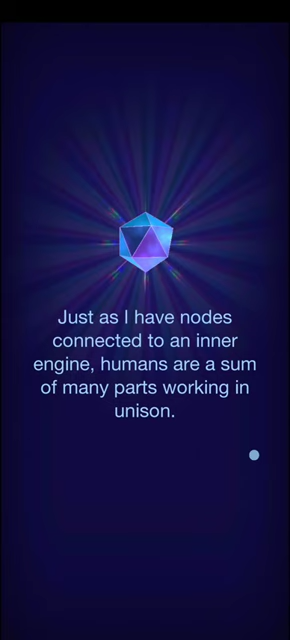 Just as I have nodes
connected to an inner
engine, humans are a sum
of many parts working in
unison.